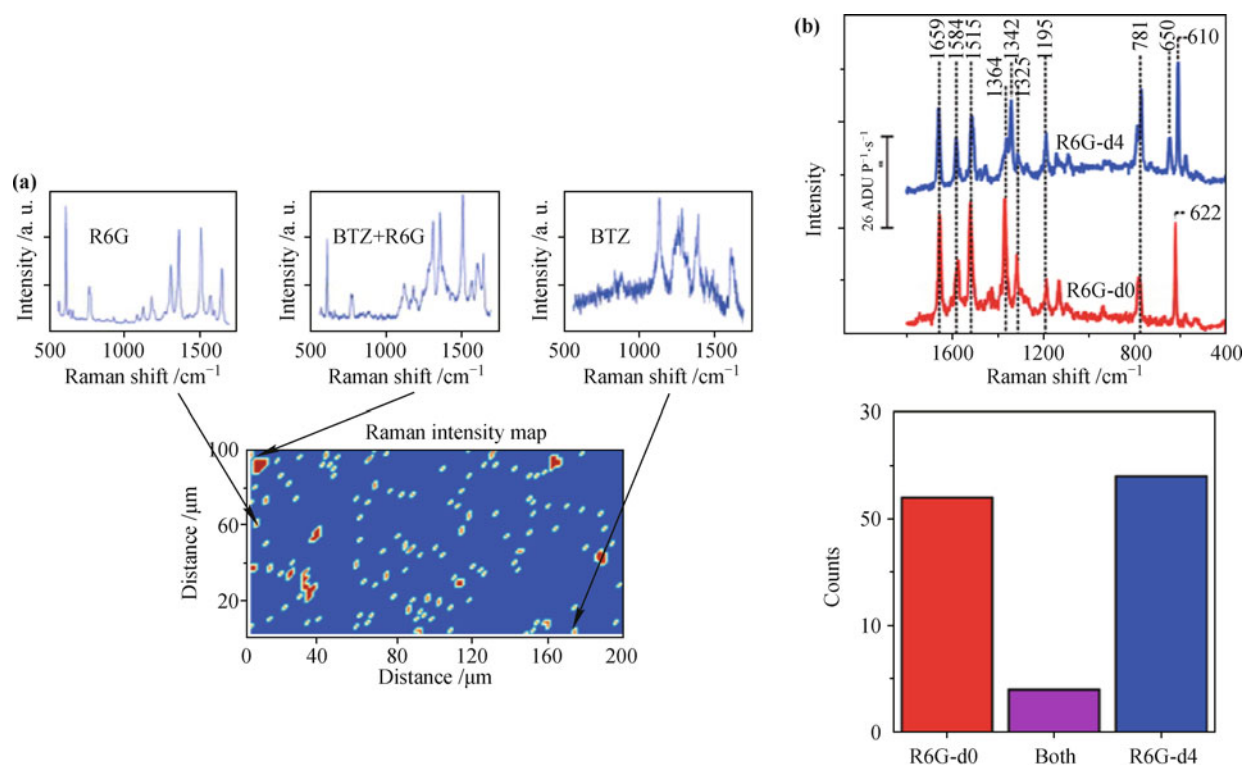 (a)
Intensity /a. u.
R6G
500 1000 1500
Raman shift /cm⁻¹
Intensity /a. u.
BTZ+R6G
500 1000 1500
Raman shift /cm⁻¹
Intensity /a. u.
BTZ
500 1000 1500
Raman shift /cm⁻¹
Raman intensity map
Distance /μm
100
60
20
0 40 80 120 160 200
Distance /μm
(b)
1659
1584
1515
1364
1342
1325
1195
781
650
610
Intensity
26 ADU P⁻¹·s⁻¹
=
R6G-d4
622
R6G-d0
1600 1200 800 400
Raman shift /cm⁻¹
Counts
30
50
10
0
R6G-d0 Both R6G-d4